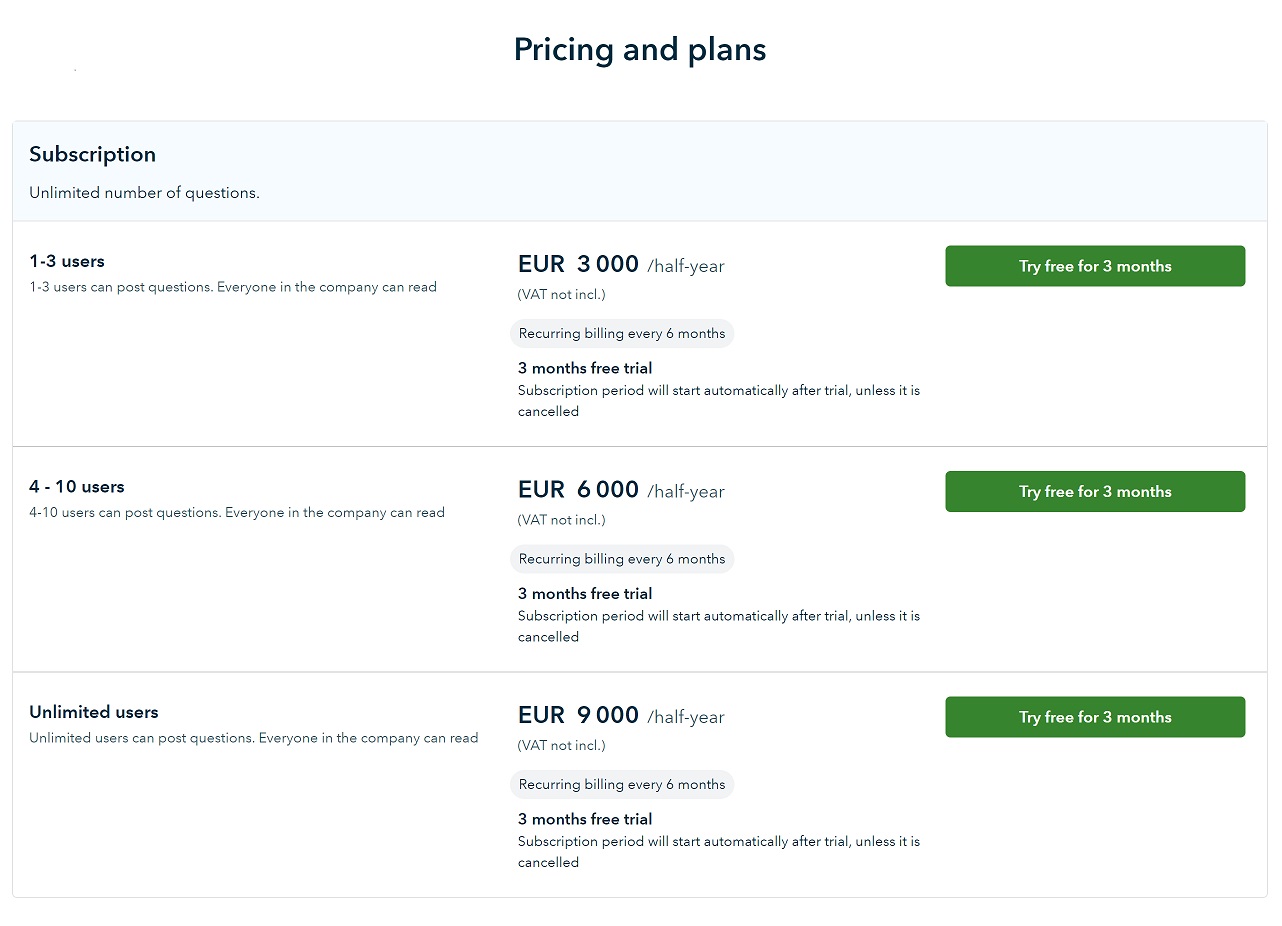 Pricing and plans
Subscription
Unlimited number of questions.
1-3 users
1-3 users can post questions. Everyone in the company can read
EUR 3 000 /half-year
(VAT not incl.)
Recurring billing every 6 months
3 months free trial
Subscription period will start automatically after trial, unless it is
cancelled
Try free for 3 months
4 - 10 users
4-10 users can post questions. Everyone in the company can read
EUR 6 000 /half-year
(VAT not incl.)
Recurring billing every 6 months
3 months free trial
Subscription period will start automatically after trial, unless it is
cancelled
Try free for 3 months
Unlimited users
Unlimited users can post questions. Everyone in the company can read
EUR 9 000 /half-year
(VAT not incl.)
Recurring billing every 6 months
3 months free trial
Subscription period will start automatically after trial, unless it is
cancelled
Try free for 3 months